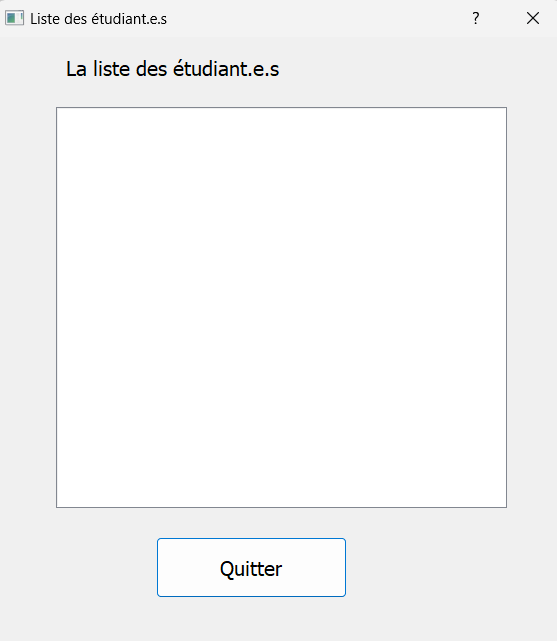 Liste des étudiant.e.s
?
La liste des étudiant.e.s
Quitter